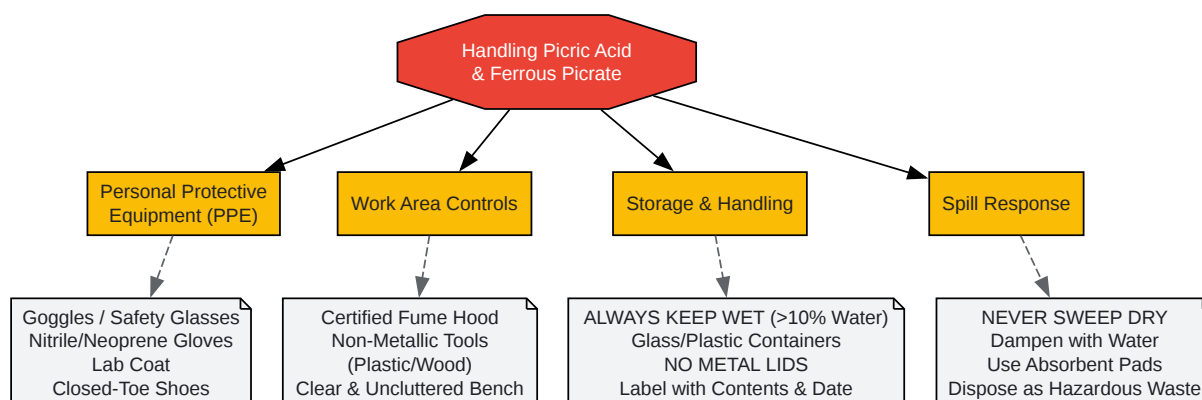 Handling Picric Acid
& Ferrous Picrate
Personal Protective
Equipment (PPE)
Work Area Controls
Storage & Handling
Spill Response
Goggles / Safety Glasses
Nitrile/Neoprene Gloves
Lab Coat
Closed-Toe Shoes
Certified Fume Hood
Non-Metallic Tools
(Plastic/Wood)
Clear & Uncluttered Bench
ALWAYS KEEP WET (>10% Water)
Glass/Plastic Containers
NO METAL LIDS
Label with Contents & Date
NEVER SWEEP DRY
Dampen with Water
Use Absorbent Pads
Dispose as Hazardous Waste